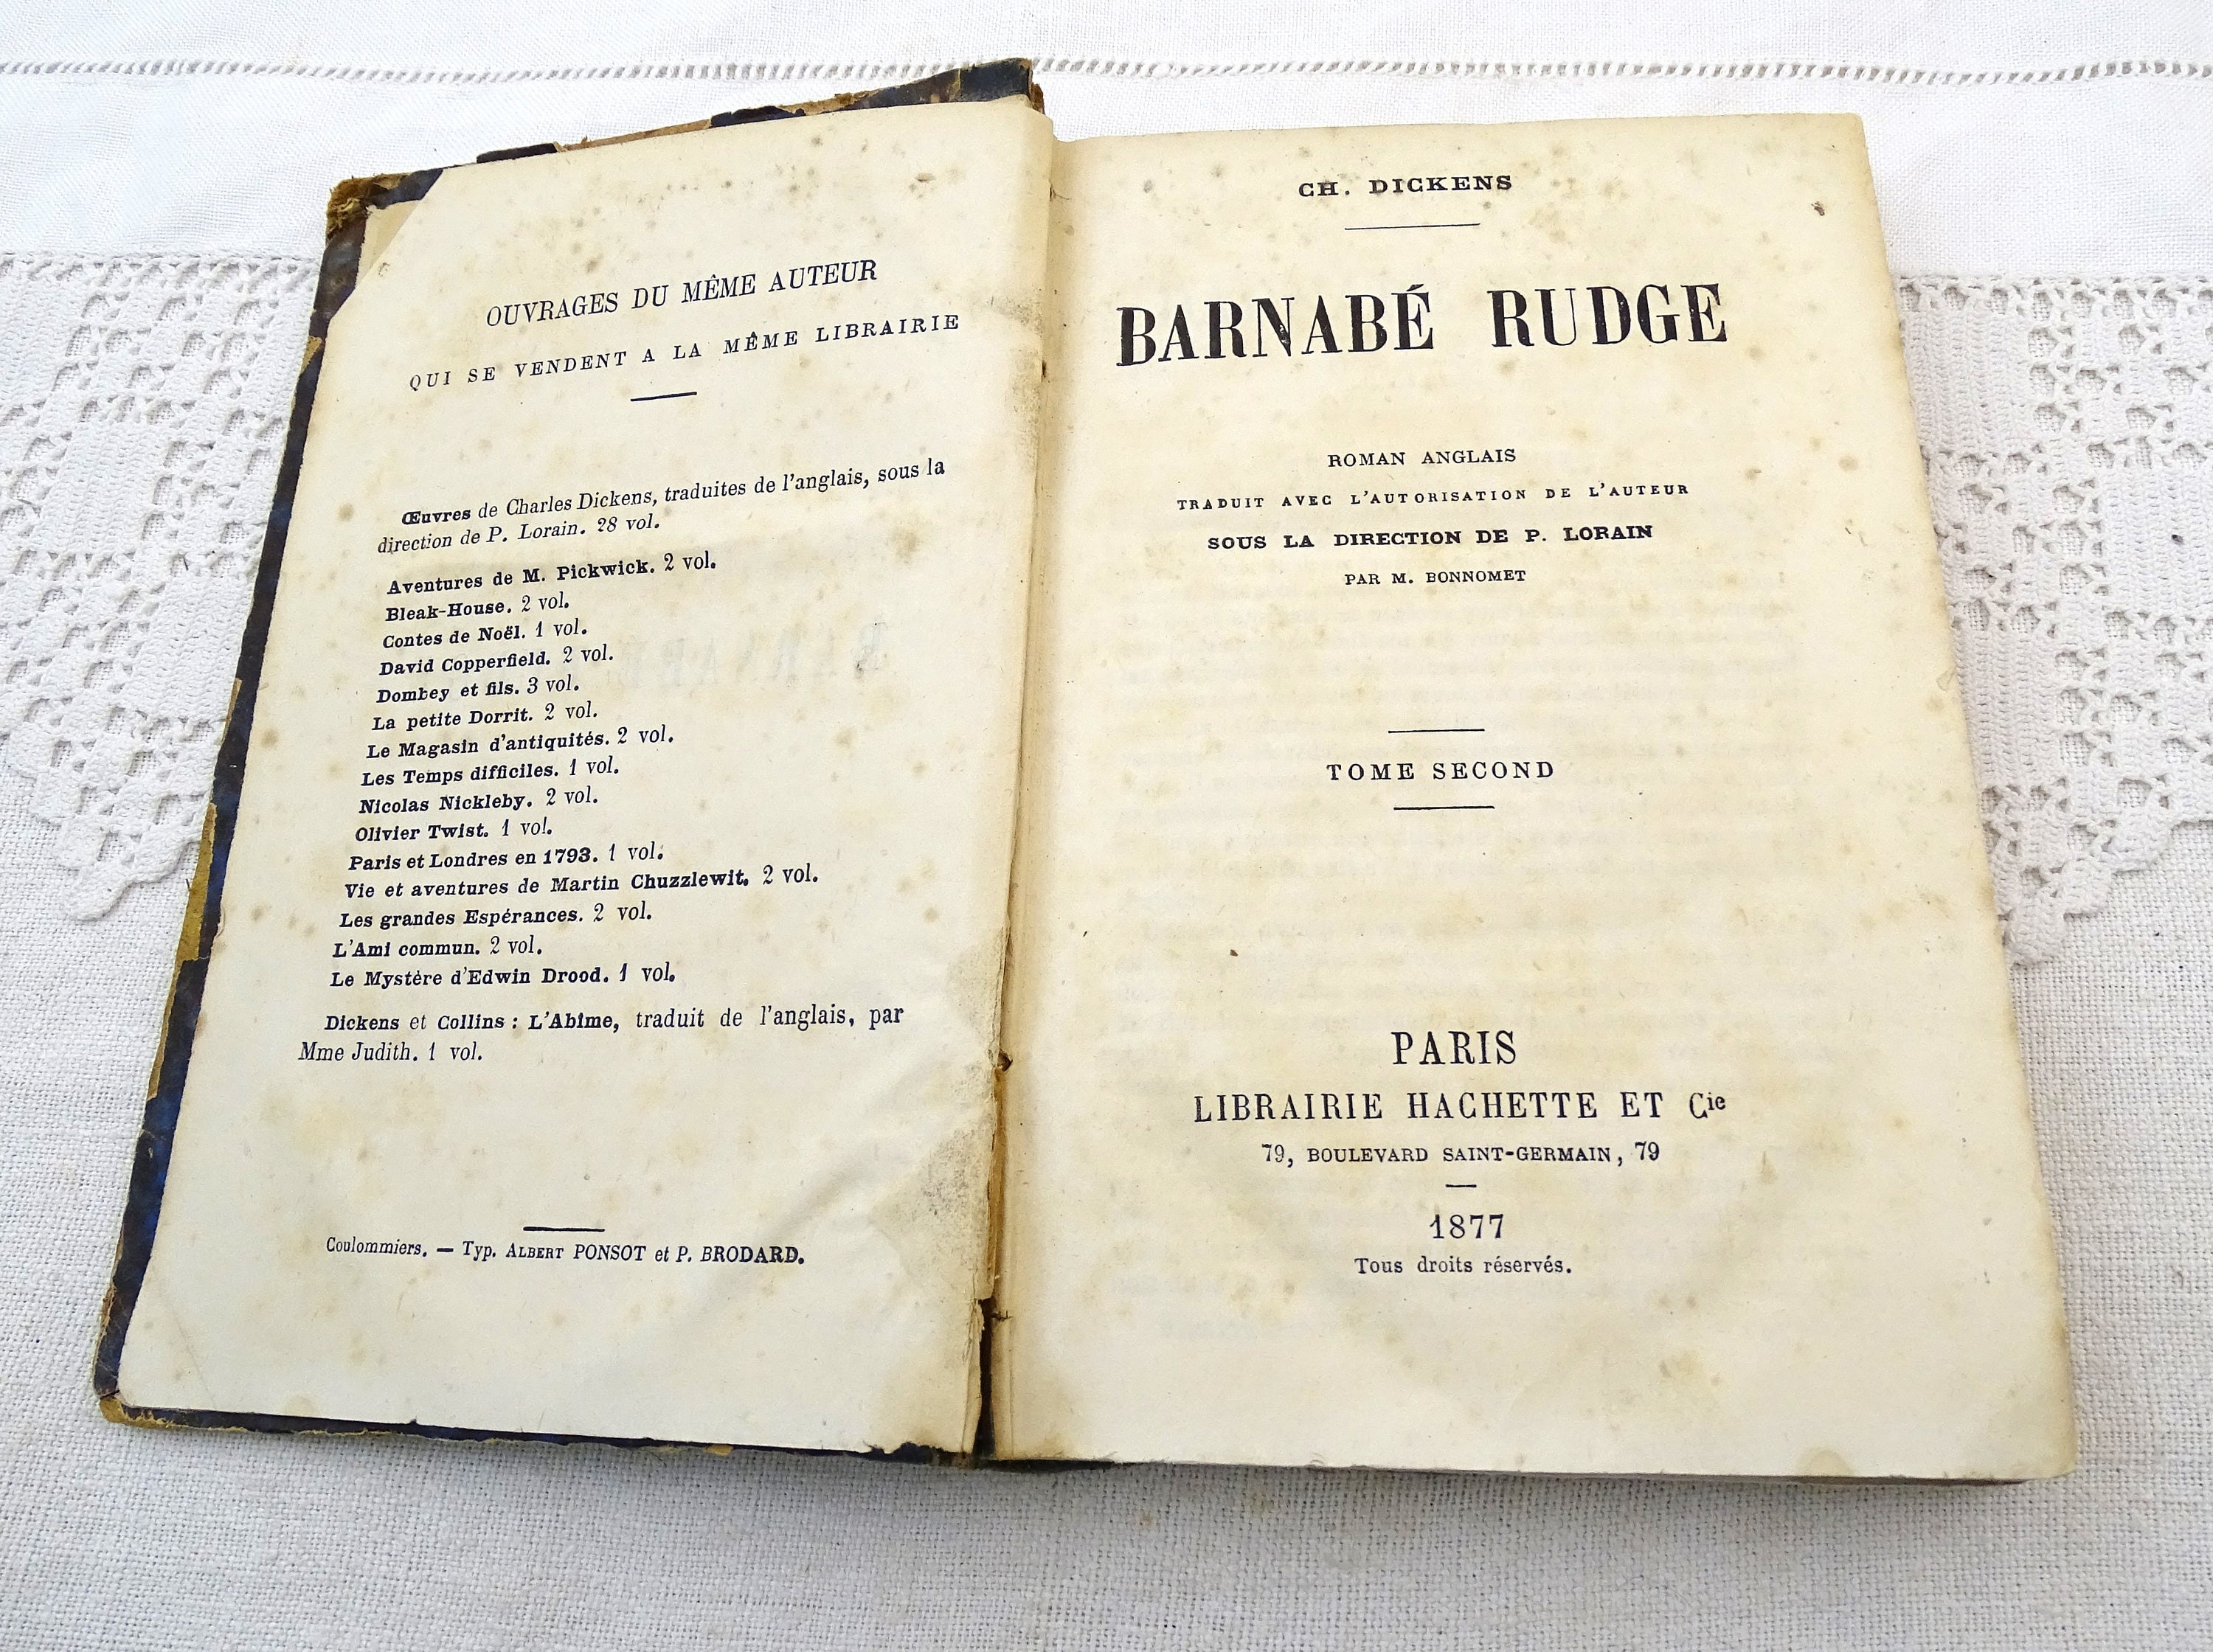 OUVRAGES DU MÊME AUTEUR
QUI SE VENDENT A LA MÊME LIBRAIRIE
Œuvres de Charles Dickens, traduites de l'anglais, sous la
direction de P. Lorain. 28 vol.
Aventures de M. Pickwick. 2 vol.
Bleak-House. 2 vol.
Contes de Noël. 1 vol.
David Copperfield. 2 vol.
Dombey et fils. 3 vol.
La petite Dorrit. 2 vol.
Le Magasin d'antiquités. 2 vol.
Les Temps difficiles. 1 vol.
Nicolas Nickleby. 2 vol.
Olivier Twist. 1 vol.
Paris et Londres en 1793. 1 vol.
Vie et aventures de Martin Chuzzlewit. 2 vol.
Les grandes Espérances. 2 vol.
L'Ami commun. 2 vol.
Le Mystère d'Edwin Drood. 1 vol.
Dickens et Collins : L'Abîme, traduit de l'anglais, par
Mme Judith. 1 vol.
Coulommiers. — Typ. ALBERT PONSOT et P. BRODARD.
CH. DICKENS
BARNABÉ RUDGE
ROMAN ANGLAIS
TRADUIT AVEC L'AUTORISATION DE L'AUTEUR
SOUS LA DIRECTION DE P. LORAIN
PAR M. BONNOMET
TOME SECOND
PARIS
LIBRAIRIE HACHETTE ET Cie
79, BOULEVARD SAINT-GERMAIN, 79
1877
Tous droits réservés.